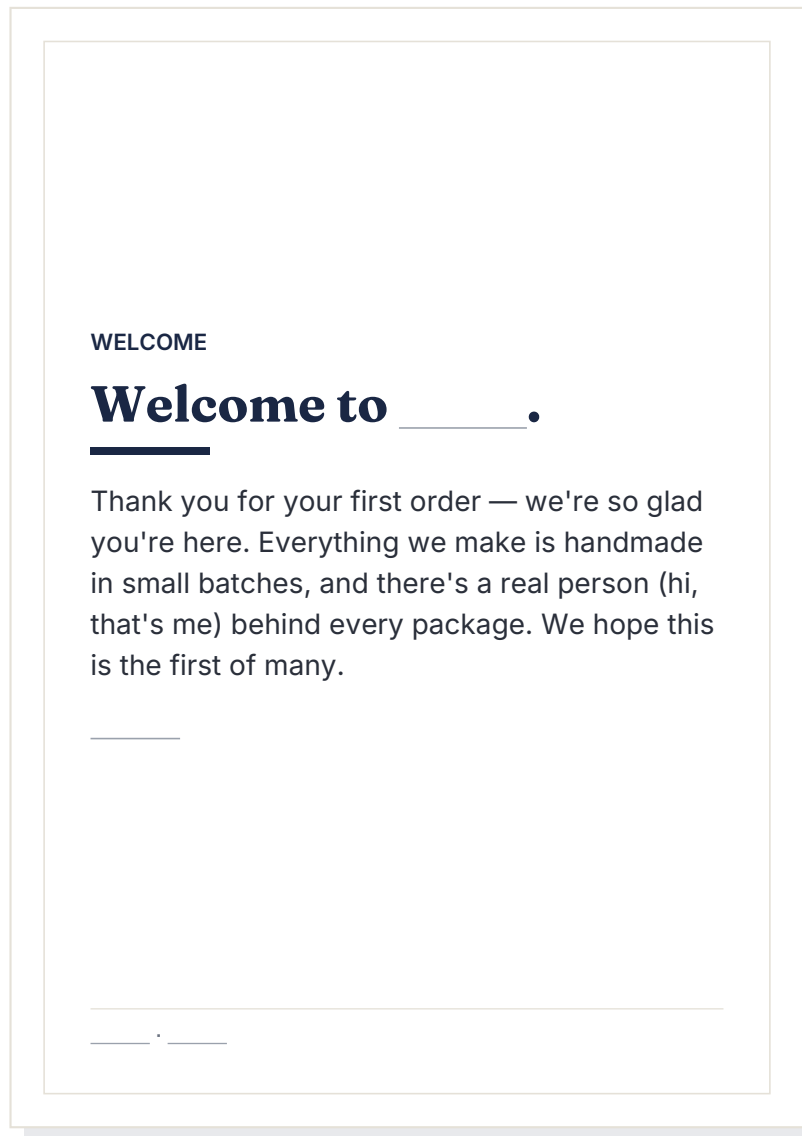 WELCOME
Welcome to ______.
Thank you for your first order — we're so glad
you're here. Everything we make is handmade
in small batches, and there's a real person (hi,
that's me) behind every package. We hope this
is the first of many.
______
_____ · _____